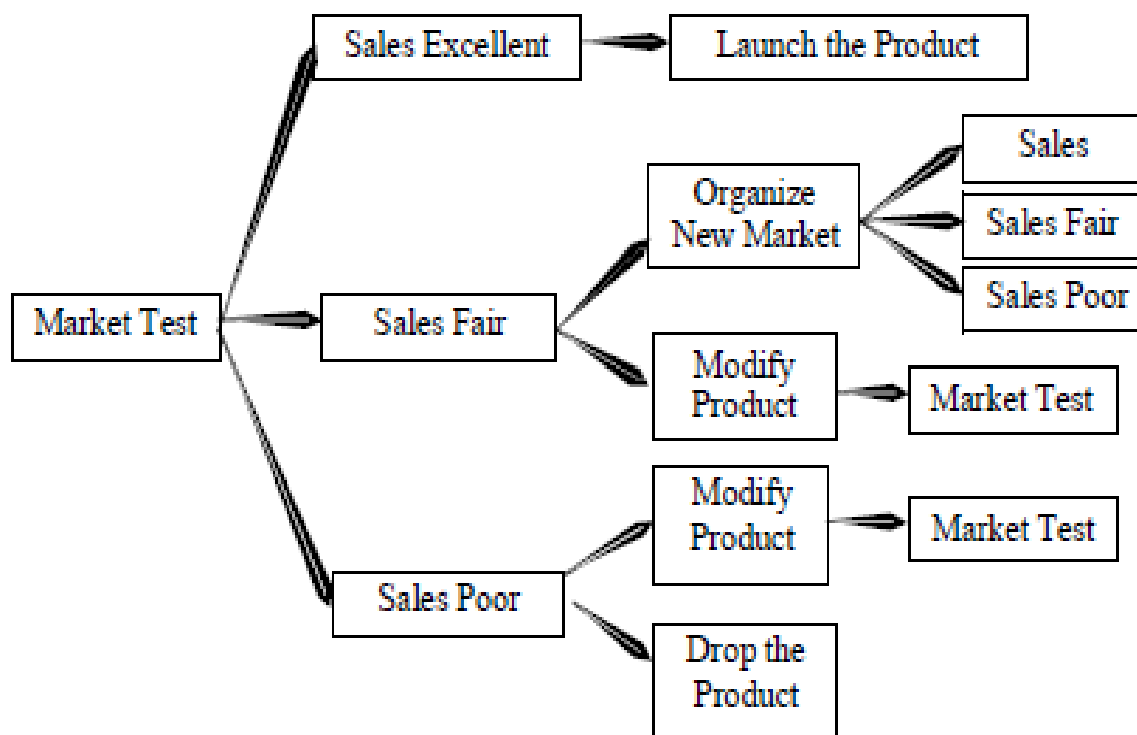 Sales Excellent
Launch the Product
Sales
Organize
New Market
Sales Fair
Sales Poor
Market Test
Sales Fair
Modify
Product
Market Test
Modify
Product
Market Test
Sales Poor
Drop the
Product